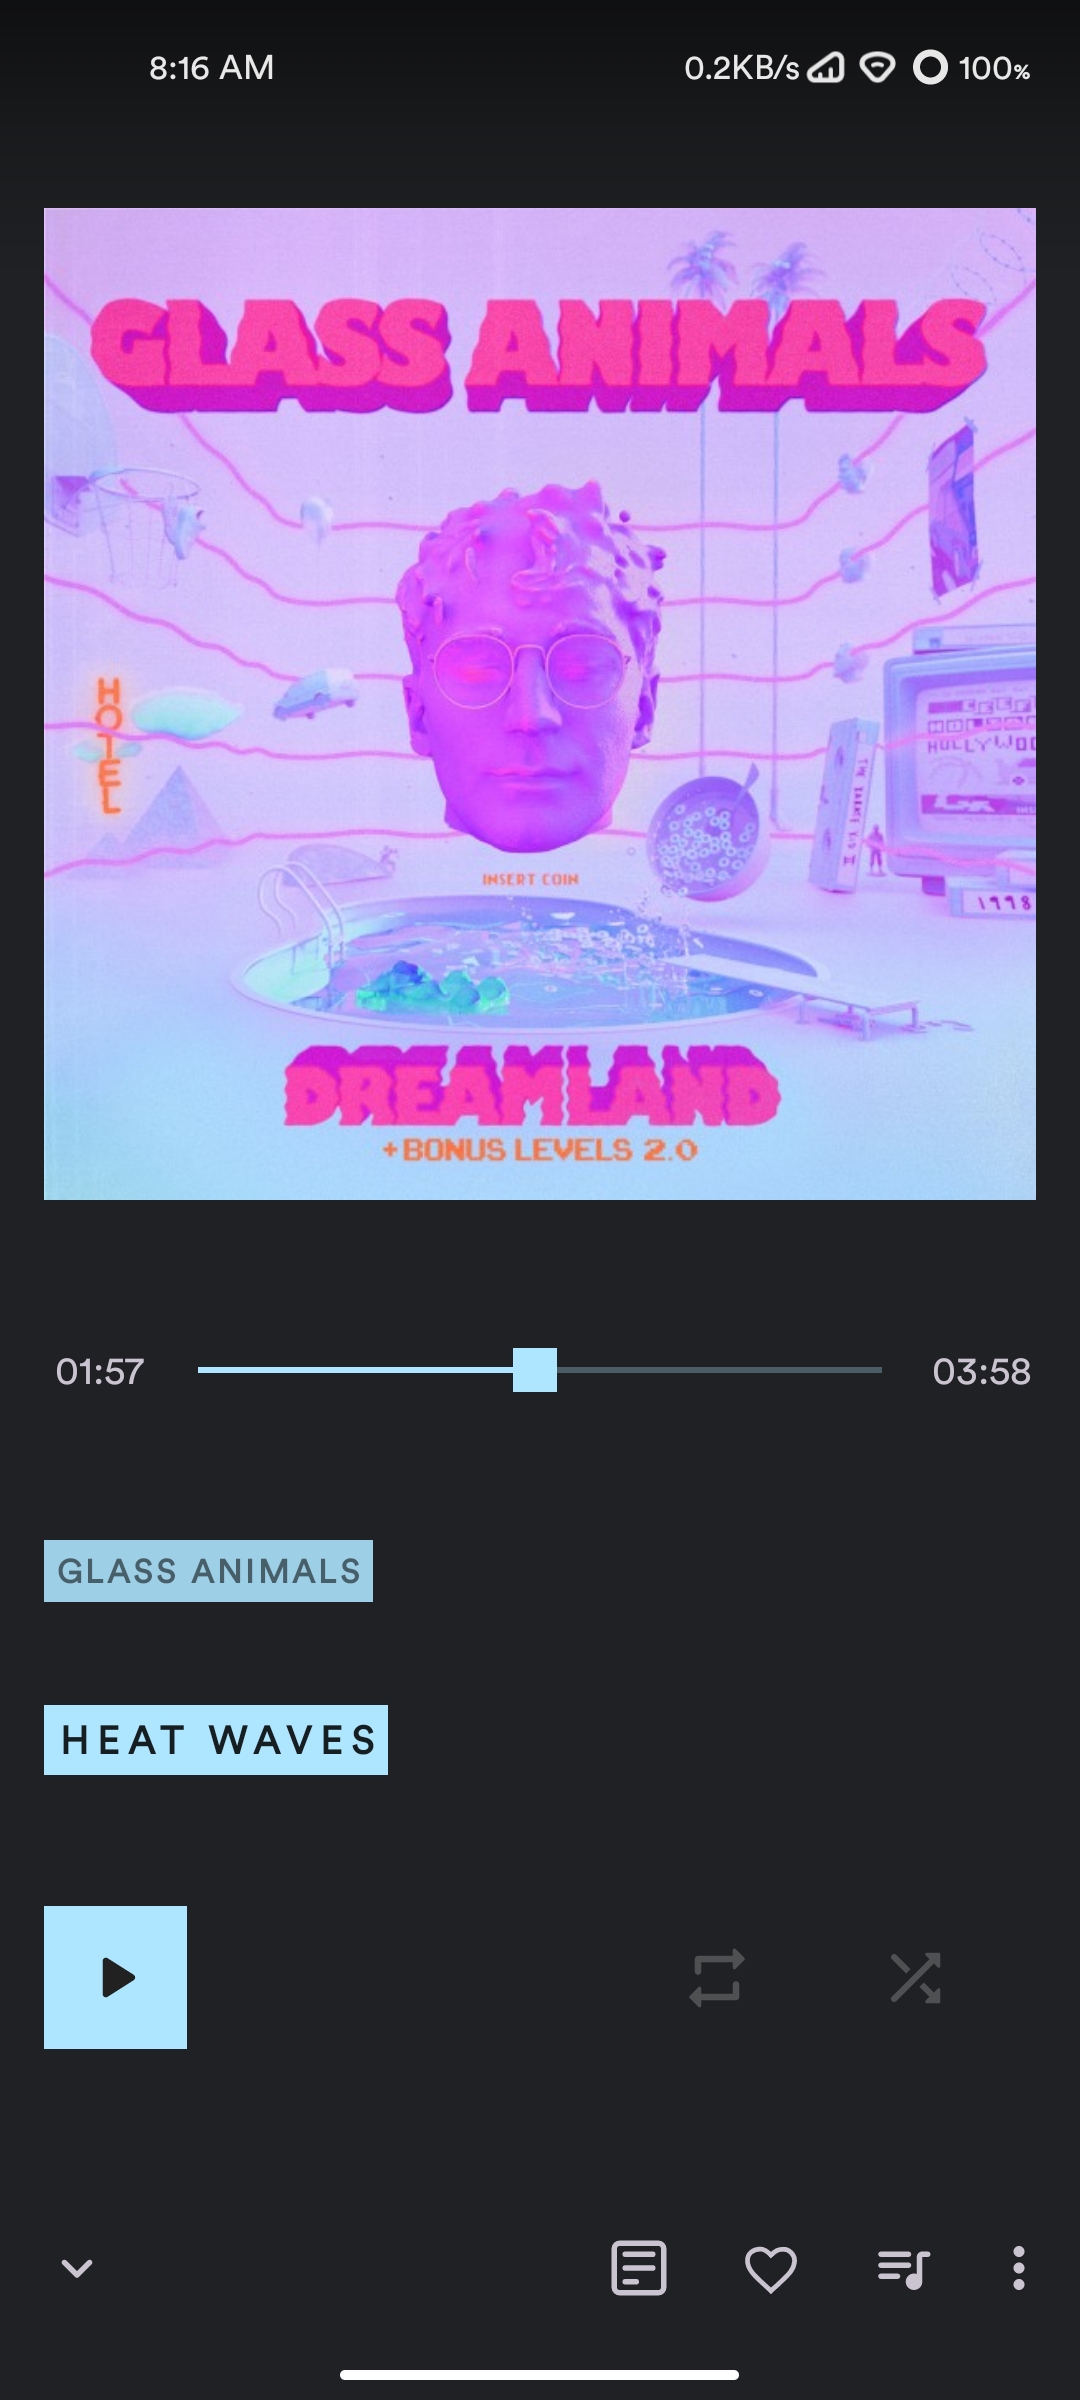 8:16 AM 0.2KB/s 100%
GLASS ANIMALS
HOTEL
HOLLYWOO
INSERT COIN
1998
DREAMLAND
+BONUS LEVELS 2.0
01:57 03:58
GLASS ANIMALS
HEAT WAVES